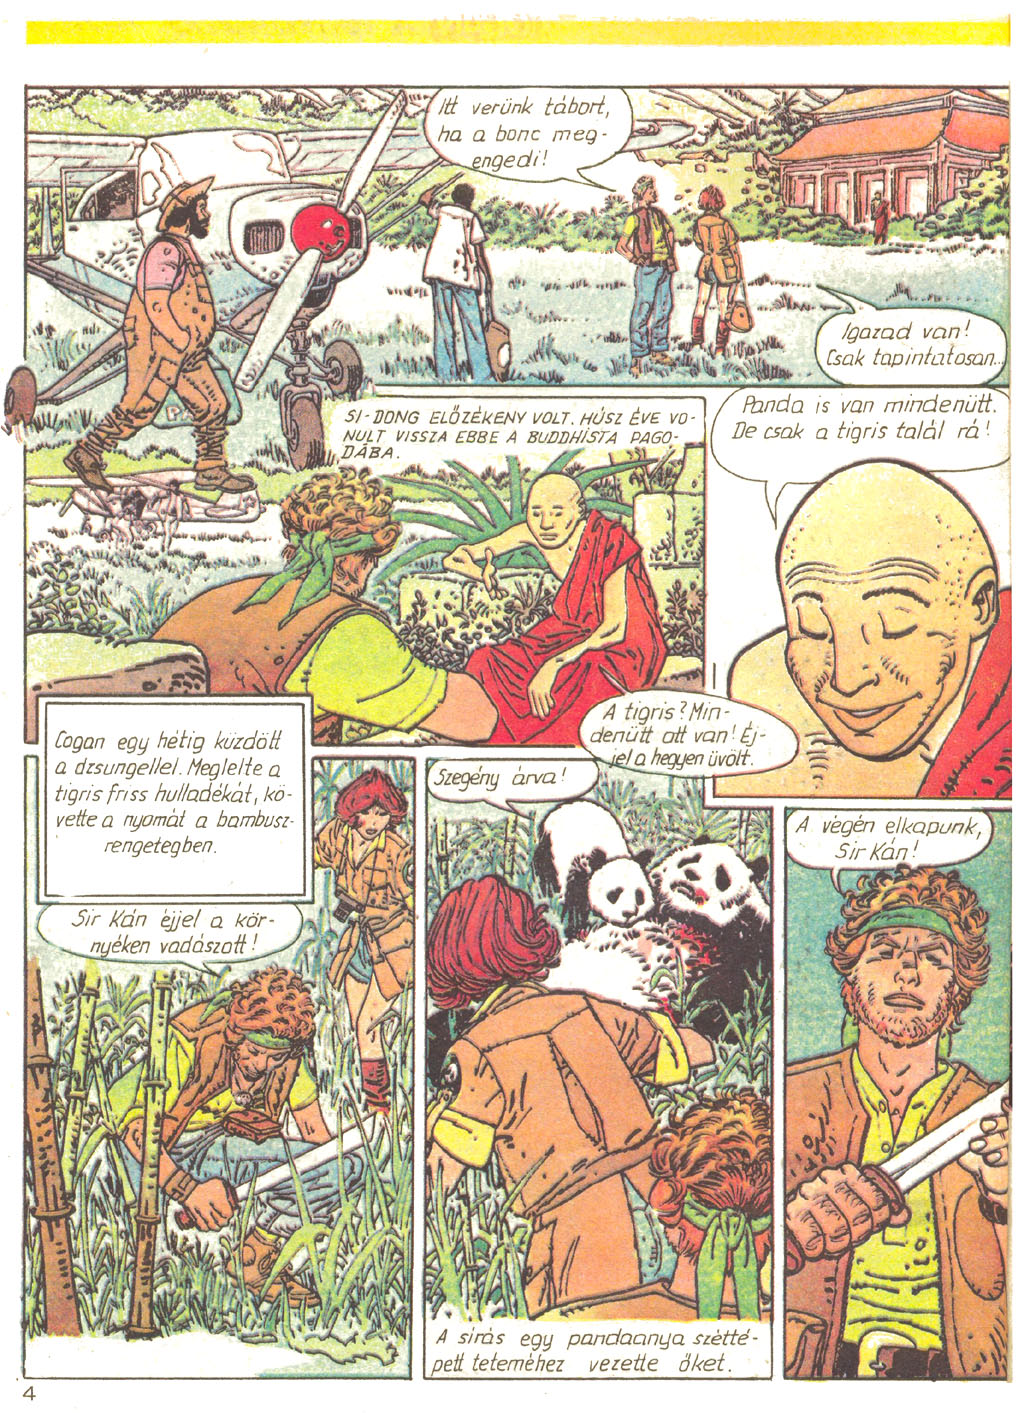 Itt verünk tábort,
ha a bonc meg-
engedi!
Igazad van!
Csak tapintatosan..
SI-DONG ELŐZÉKENY VOLT. HÚSZ ÉVE VO-
NULT VISSZA EBBE A BUDDHISTA PAGO-
DÁBA.
A tigris? Min-
denütt ott van! Éj-
jel a hegyen üvölt.
Panda is van mindenütt.
De csak a tigris talál rá!
Cogan egy hétig küzdött
a dzsungellel. Meglelte a
tigris friss hulladékát, kö-
vette a nyomát a bambusz-
rengetegben.
Sir Kán éjjel a kör-
nyéken vadászott!
Szegény árva!
A sírás egy pandaanya szétté-
pett teteméhez vezette őket.
A végén elkapunk,
Sir Kán!
4